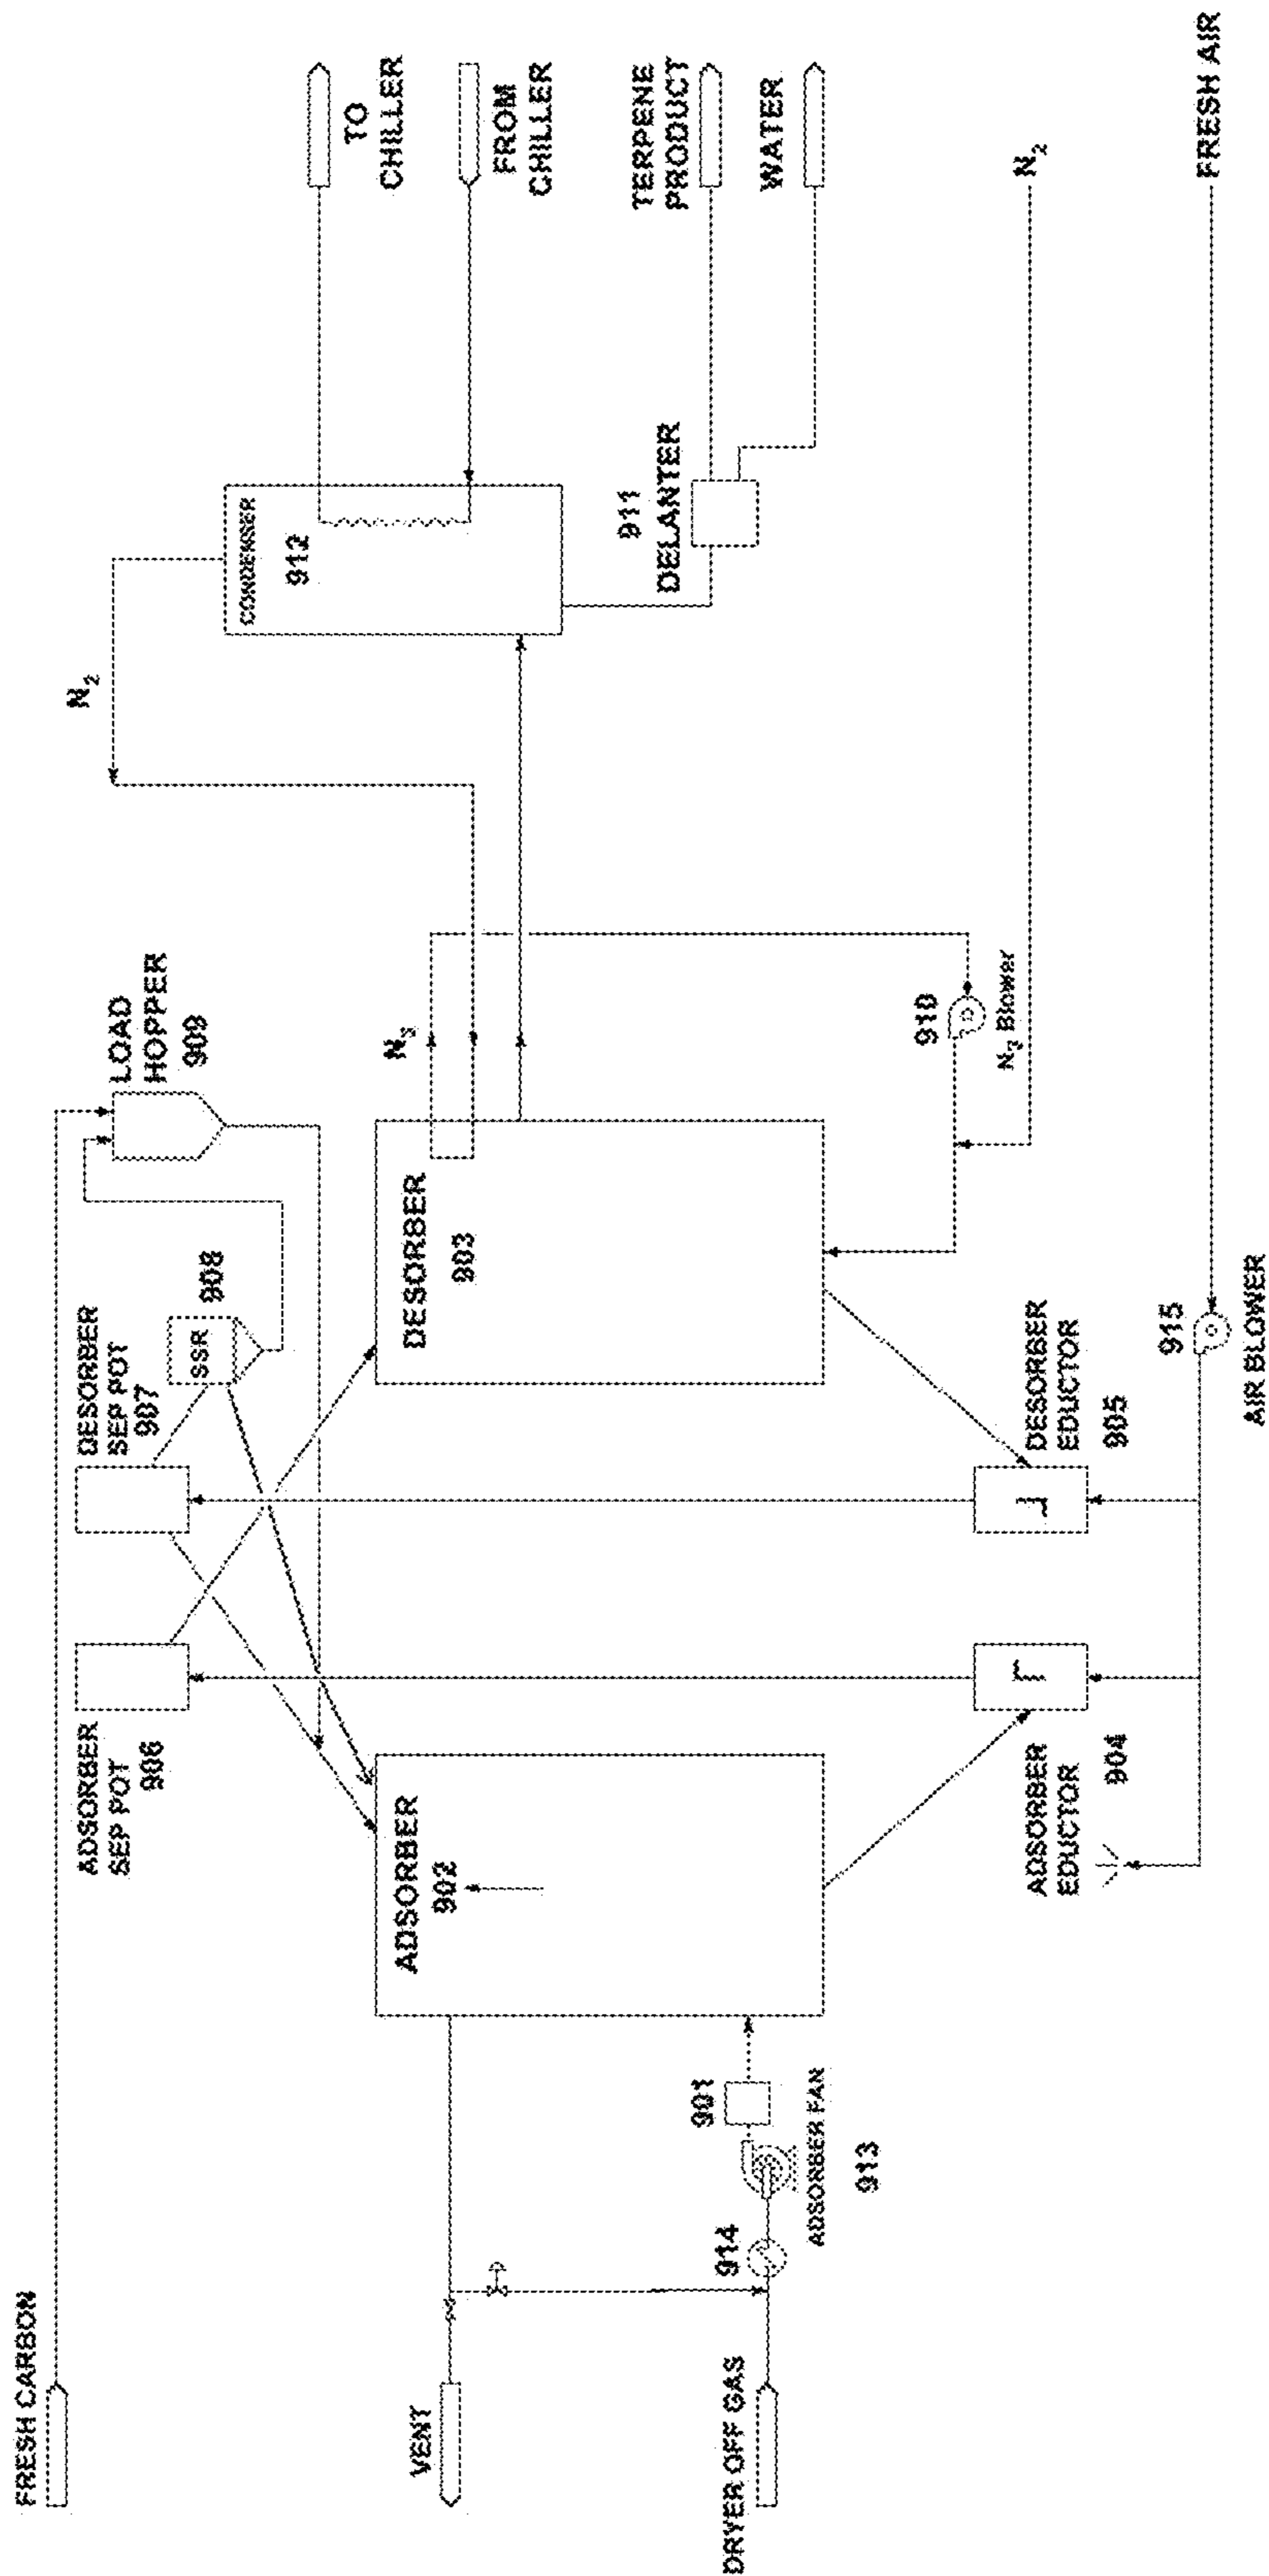 FRESH CARBON
VENT
DRYER OFF GAS
914
ADSORBER FAN
913
901
ADSORBER
902
ADSORBER
SEP POT
906
DESORBER
SEP POT
907
SSR
908
LOAD
HOPPER
909
DESORBER
903
ADSORBER
EDUCTOR
904
DESORBER
EDUCTOR
905
915
AIR BLOWER
910
N₂ Blower
N₂
N₂
CONDENSER
912
911
DELANTER
TO
CHILLER
FROM
CHILLER
TERPENE
PRODUCT
WATER
N₂
FRESH AIR